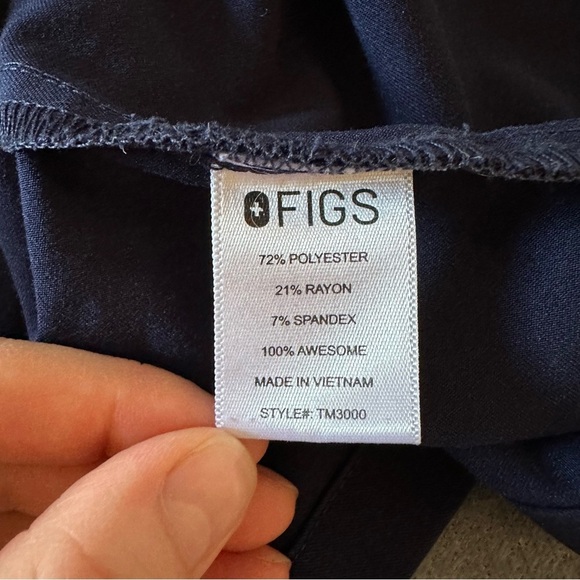 FIGS
72% POLYESTER
21% RAYON
7% SPANDEX
100% AWESOME
MADE IN VIETNAM
STYLE#: TM3000